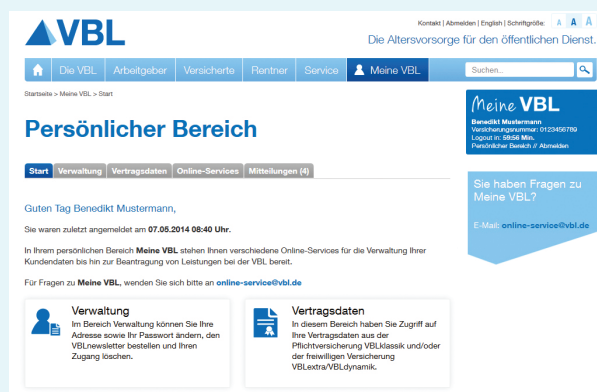 VBL
Kontakt | Abmelden | English | Schriftgröße: A A A
Die Altersvorsorge für den öffentlichen Dienst.
Die VBL Arbeitgeber Versicherte Rentner Service Meine VBL Suchen...
Startseite > Meine VBL > Start
Persönlicher Bereich
Start Verwaltung Vertragsdaten Online-Services Mitteilungen (4)
Guten Tag Benedikt Mustermann,
Sie waren zuletzt angemeldet am 07.05.2014 08:40 Uhr.
In Ihrem persönlichen Bereich Meine VBL stehen Ihnen verschiedene Online-Services für die Verwaltung Ihrer
Kundendaten bis hin zur Beantragung von Leistungen bei der VBL bereit.
Für Fragen zu Meine VBL, wenden Sie sich bitte an online-service@vbl.de
Verwaltung
Im Bereich Verwaltung können Sie Ihre
Adresse sowie Ihr Passwort ändern, den
VBLnewsletter bestellen und Ihren
Zugang löschen.
Vertragsdaten
In diesem Bereich haben Sie Zugriff auf
Ihre Vertragsdaten aus der
Pflichtversicherung VBLklassik und/oder
der freiwilligen Versicherung
VBLextra/VBLdynamik.
Meine VBL
Benedikt Mustermann
Versicherungsnummer: 0123456789
Logout in: 59:56 Min.
Persönlicher Bereich // Abmelden
Sie haben Fragen zu
Meine VBL?
E-Mail: online-service@vbl.de